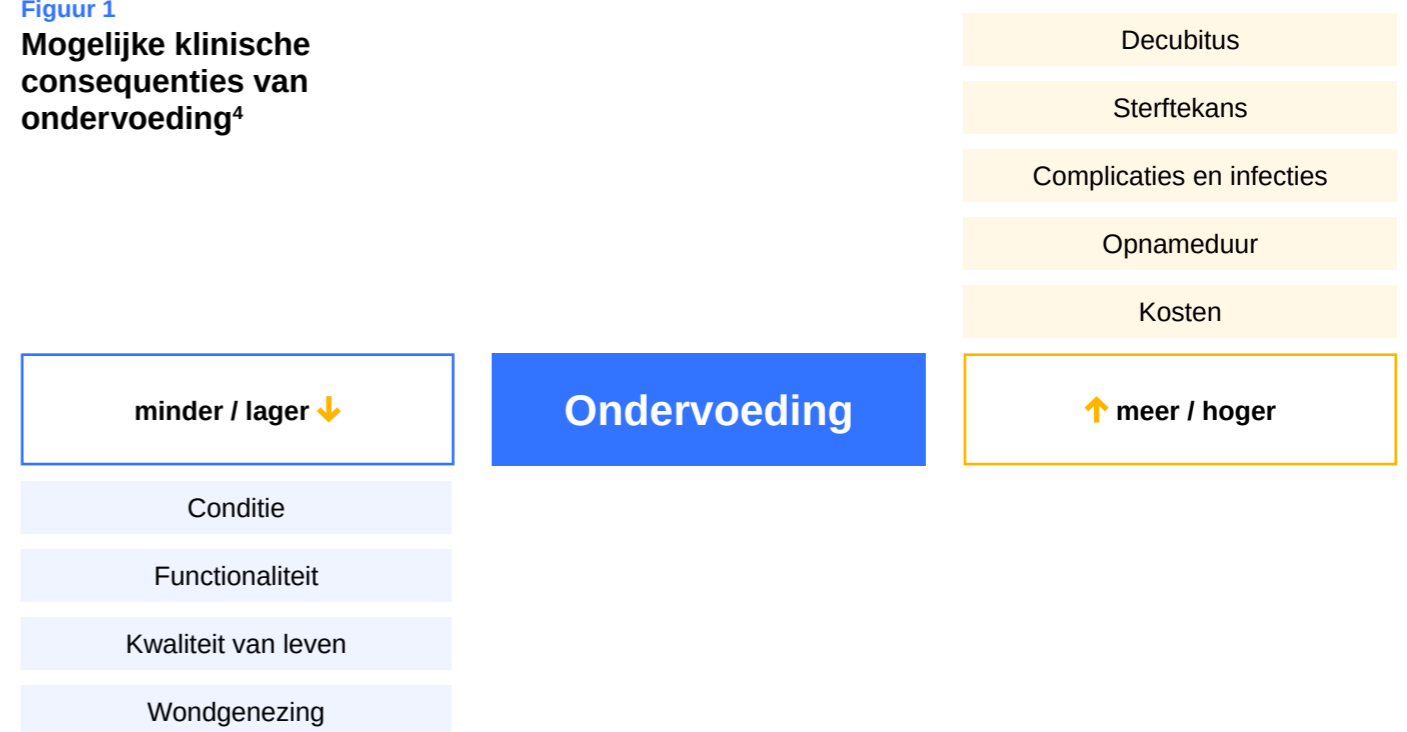 Figuur 1
Mogelijke klinische
consequenties van
ondervoeding⁴
Decubitus
Sterftekans
Complicaties en infecties
Opnameduur
Kosten
minder / lager ↓
Ondervoeding
↑ meer / hoger
Conditie
Functionaliteit
Kwaliteit van leven
Wondgenezing